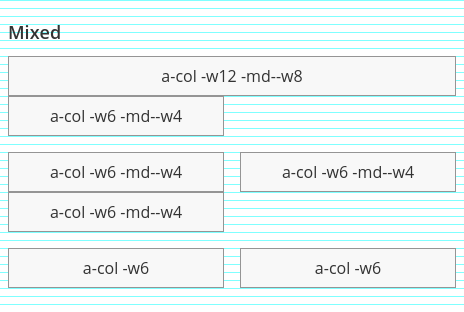 Mixed
a-col -w12 -md--w8
a-col -w6 -md--w4
a-col -w6 -md--w4 a-col -w6 -md--w4
a-col -w6 -md--w4
a-col -w6 a-col -w6